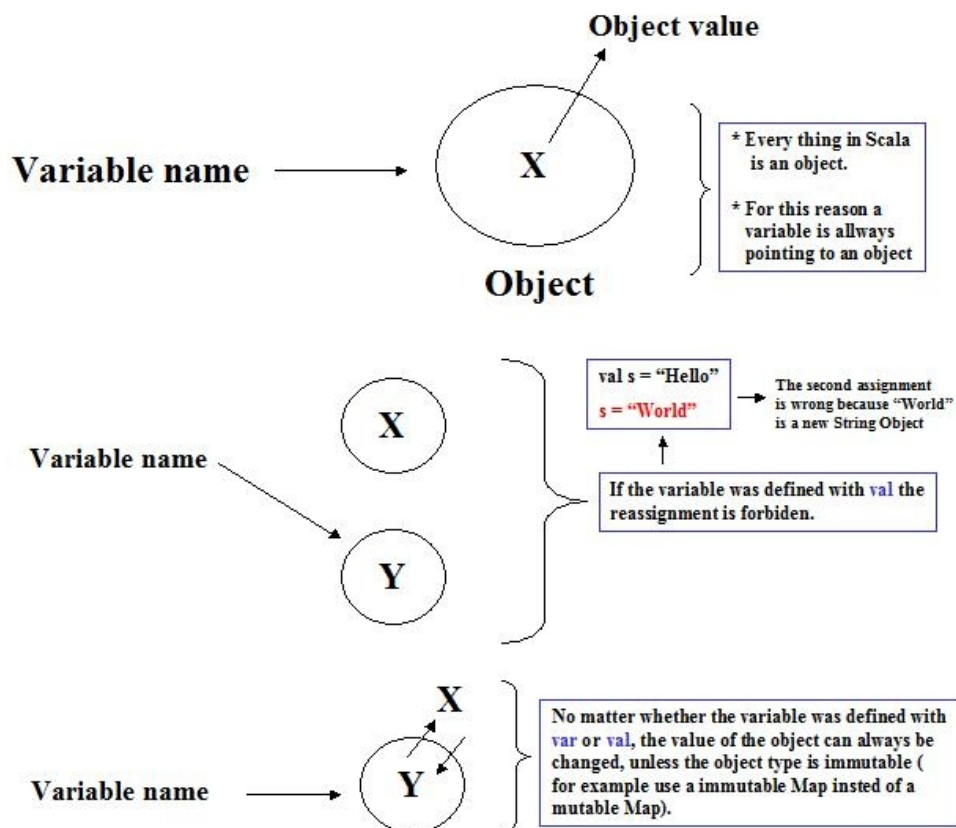 Object value
Variable name
X
Object
* Every thing in Scala
is an object.
* For this reason a
variable is allways
pointing to an object
X
Variable name
Y
val s = “Hello”
s = “World”
The second assignment
is wrong because “World”
is a new String Object
If the variable was defined with val the
reassignment is forbiden.
X
Y
Variable name
No matter whether the variable was defined with
var or val, the value of the object can always be
changed, unless the object type is immutable (
for example use a immutable Map insted of a
mutable Map).